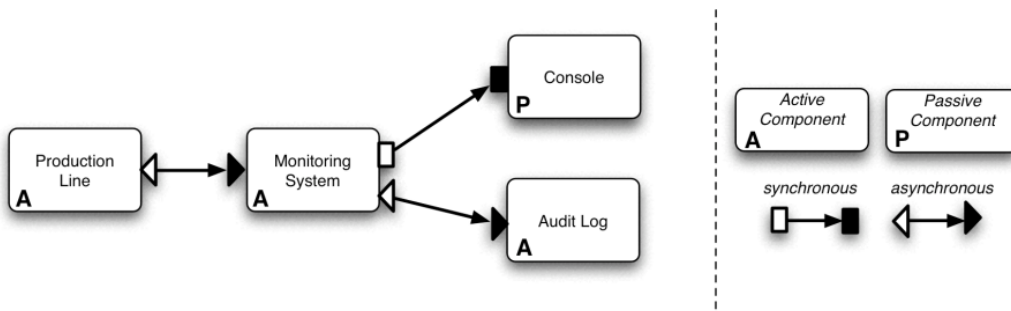 Production
Line
A
Monitoring
System
A
Console
P
Audit Log
A
Active
Component
A
Passive
Component
P
synchronous
asynchronous